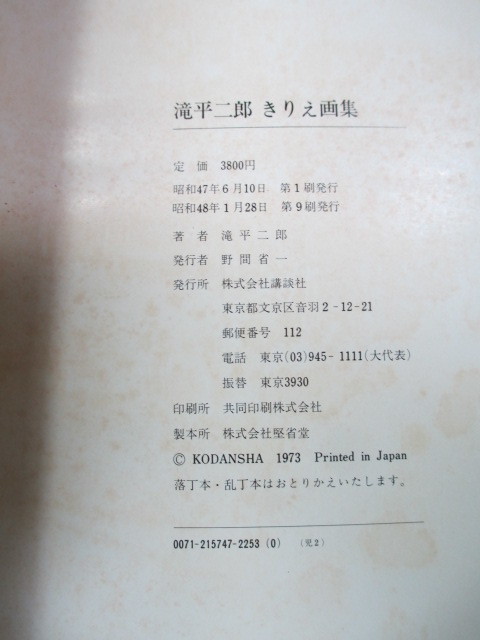 滝平二郎 きりえ画集
定 価 3800円
昭和47年6月10日 第1刷発行
昭和48年1月28日 第9刷発行
著 者 滝 平 二 郎
発行者 野 間 省 一
発行所 株式会社講談社
東京都文京区音羽2-12-21
郵便番号 112
電話 東京(03)945-1111(大代表)
振替 東京3930
印刷所 共同印刷株式会社
製本所 株式会社堅省堂
© KODANSHA 1973 Printed in Japan
落丁本・乱丁本はおとりかえいたします。
0071-215747-2253 (0) (児2)